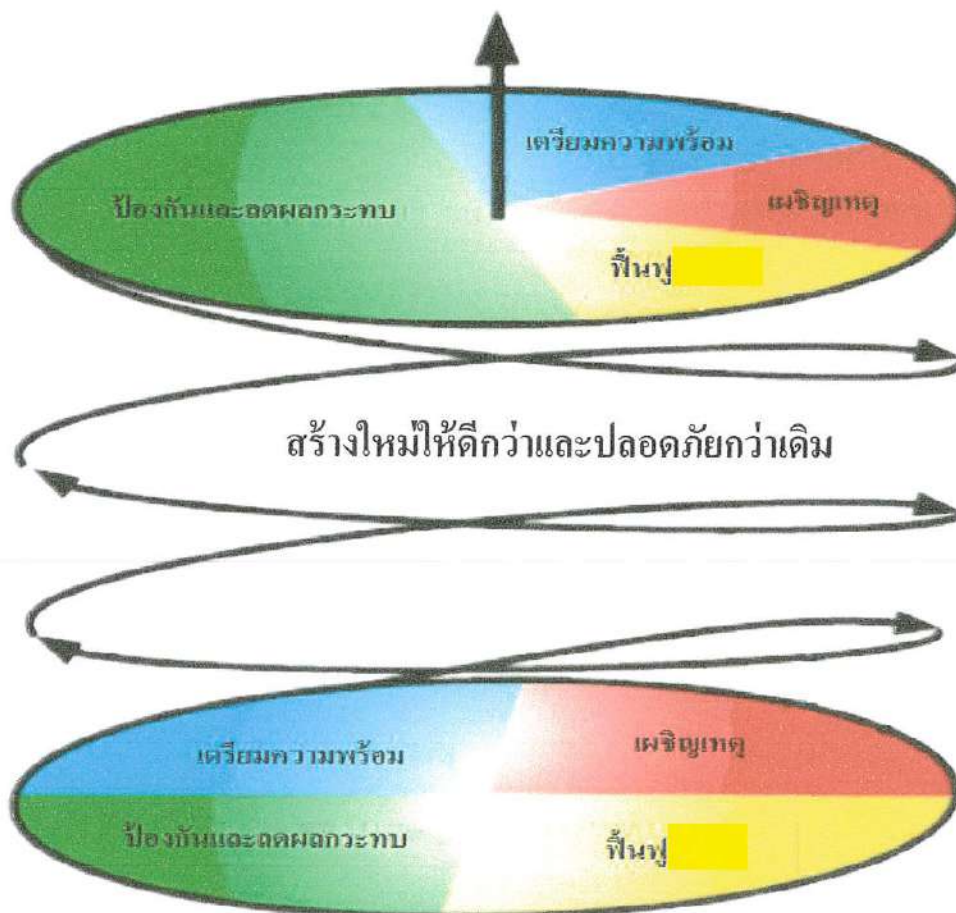 เตรียมความพร้อม
เผชิญเหตุ
ป้องกันและลดผลกระทบ
ฟื้นฟู
สร้างใหม่ให้ดีกว่าและปลอดภัยกว่าเดิม
เตรียมความพร้อม
เผชิญเหตุ
ป้องกันและลดผลกระทบ
ฟื้นฟู